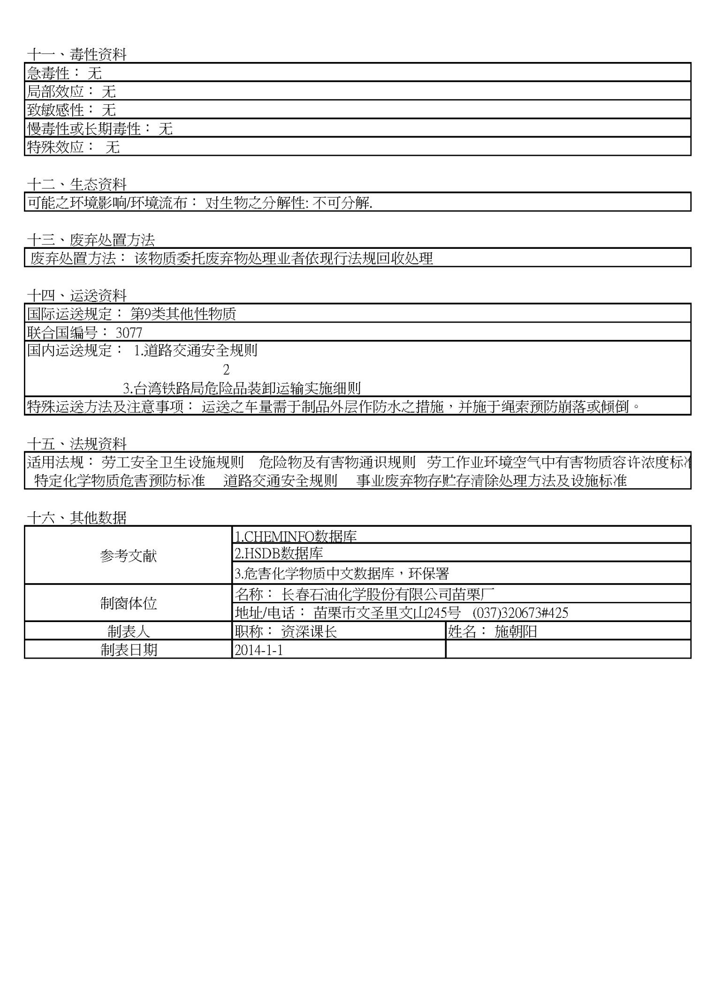 十一、毒性资料
急毒性： 无
局部效应： 无
致敏感性： 无
慢毒性或长期毒性： 无
特殊效应： 无
十二、生态资料
可能之环境影响/环境流布： 对生物之分解性: 不可分解.
十三、废弃处置方法
废弃处置方法： 该物质委托废弃物处理业者依现行法规回收处理
十四、运送资料
国际运送规定： 第9类其他性物质
联合国编号： 3077
国内运送规定： 1.道路交通安全规则
2
3.台湾铁路局危险品装卸运输实施细则
特殊运送方法及注意事项： 运送之车量需于制品外层作防水之措施，并施于绳索预防崩落或倾倒。
十五、法规资料
适用法规： 劳工安全卫生设施规则 危险物及有害物通识规则 劳工作业环境空气中有害物质容许浓度标准
特定化学物质危害预防标准 道路交通安全规则 事业废弃物存贮存清除处理方法及设施标准
十六、其他数据
参考文献
1.CHEMINFO数据库
2.HSDB数据库
3.危害化学物质中文数据库，环保署
制窗体位
名称： 长春石油化学股份有限公司苗栗厂
地址/电话： 苗栗市文圣里文山245号 (037)320673#425
制表人 职称： 资深课长 姓名： 施朝阳
制表日期 2014-1-1